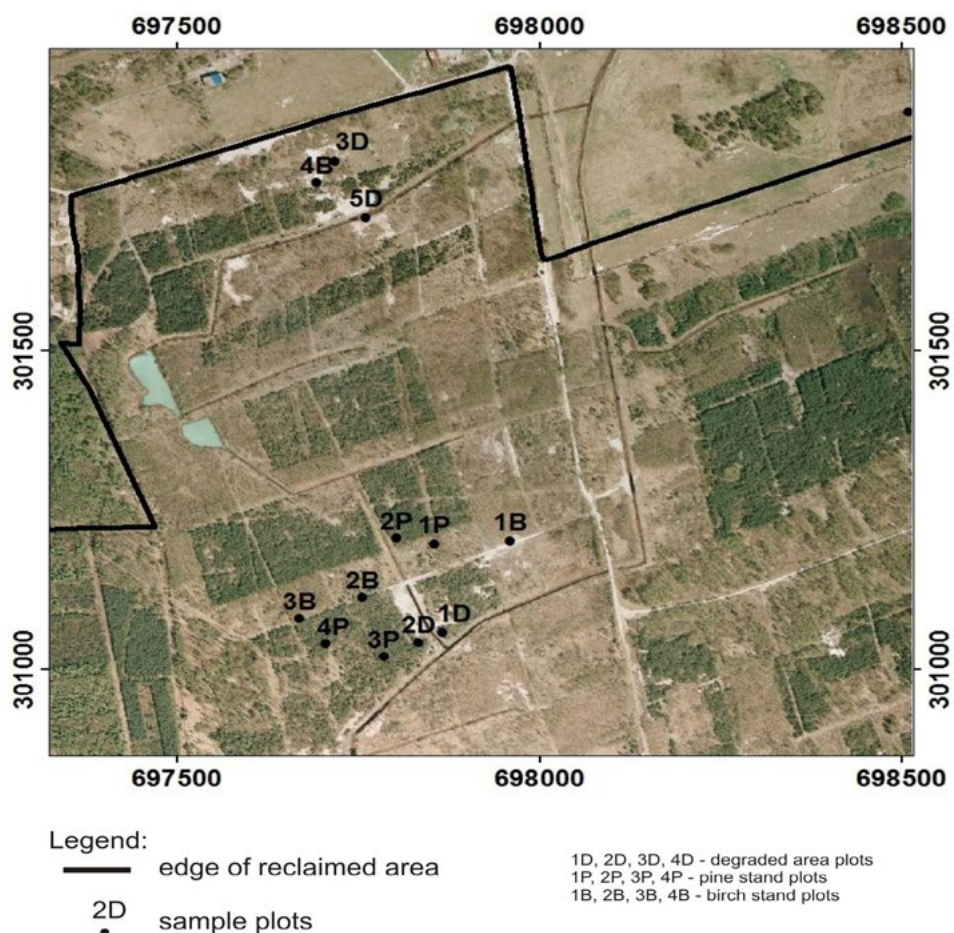 697500 698000 698500
3D
4B
5D
301500 301500
2P 1P 1B
2B
3B 1D
4P 3P 2D
301000 301000
697500 698000 698500
Legend:
edge of reclaimed area
2D
sample plots
1D, 2D, 3D, 4D - degraded area plots
1P, 2P, 3P, 4P - pine stand plots
1B, 2B, 3B, 4B - birch stand plots